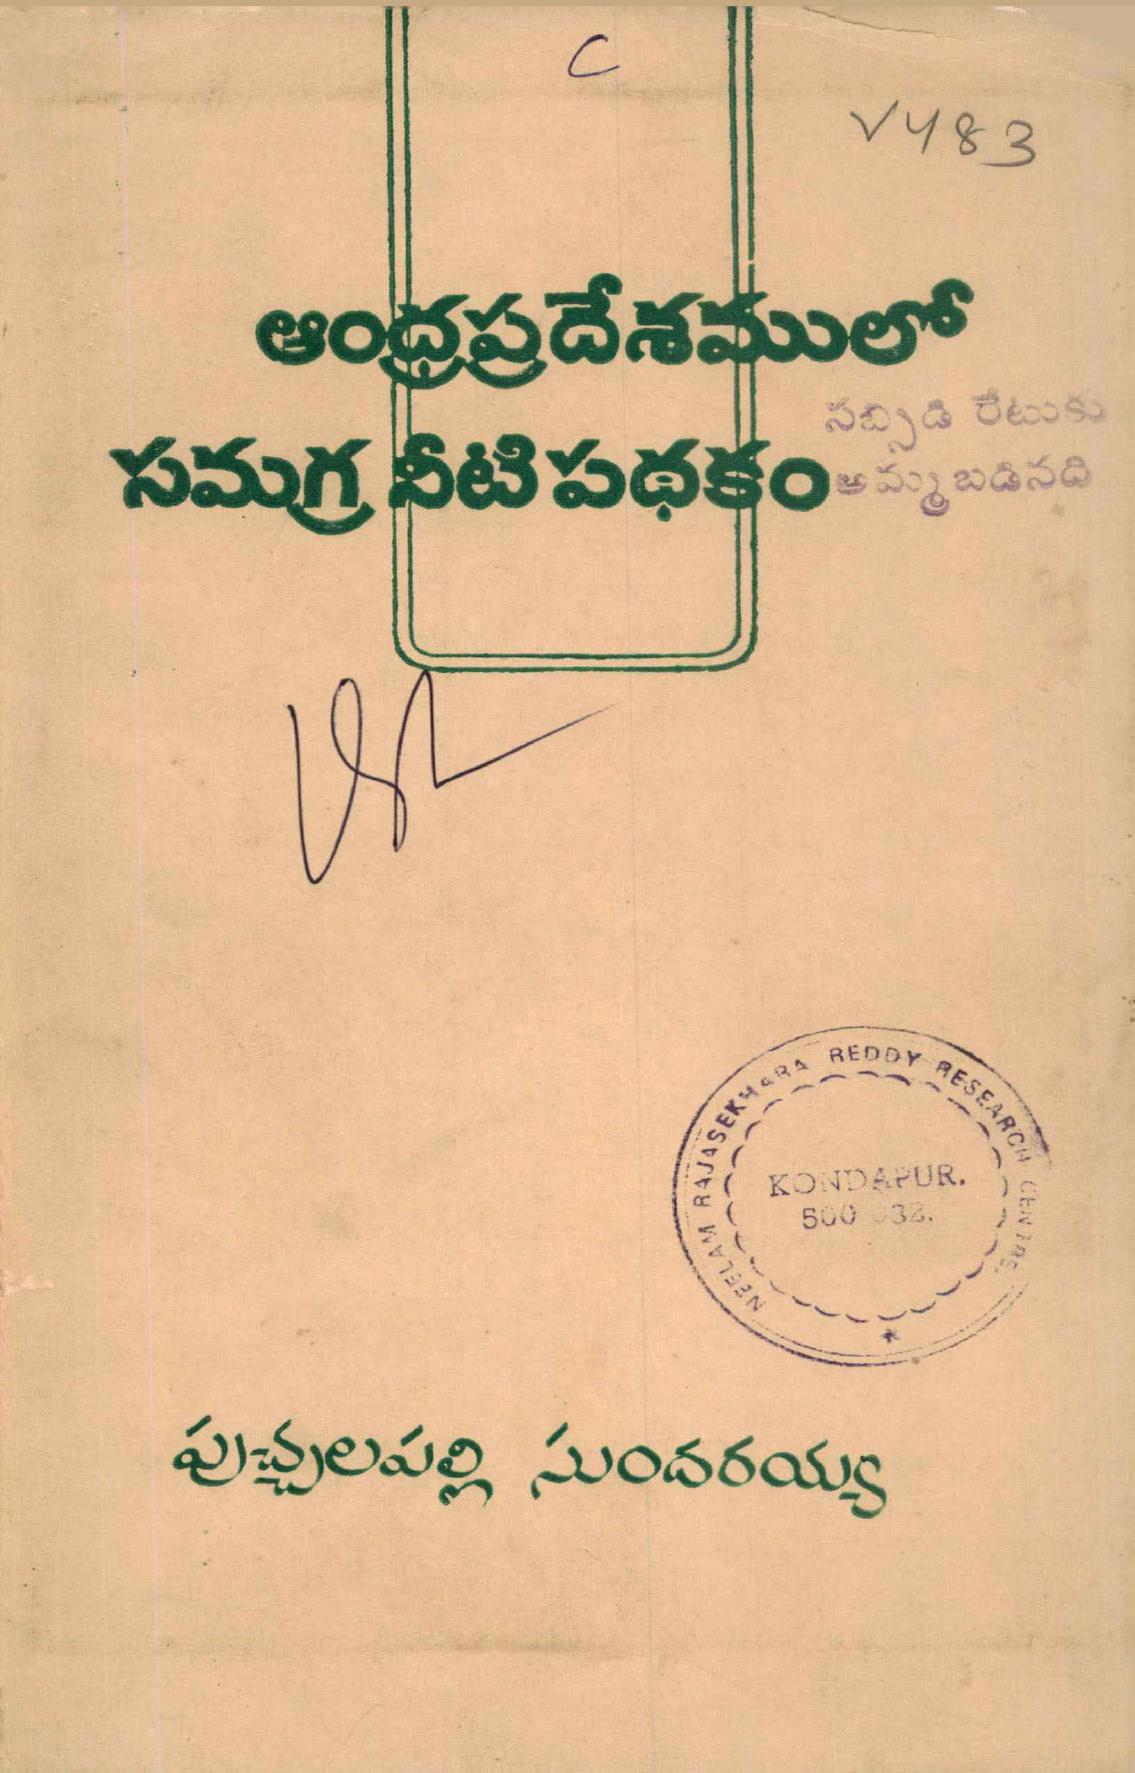 C
V483
ఆంధ్రప్రదేశములో
సమగ్ర నీటి పథకం
సబ్సిడి రేటుకు
అమ్మబడినది
NEELAM RAJASEKHARA REDDY RESEARCH CENTRE
KONDAPUR.
500 032.
పుచ్చలపల్లి సుందరయ్య